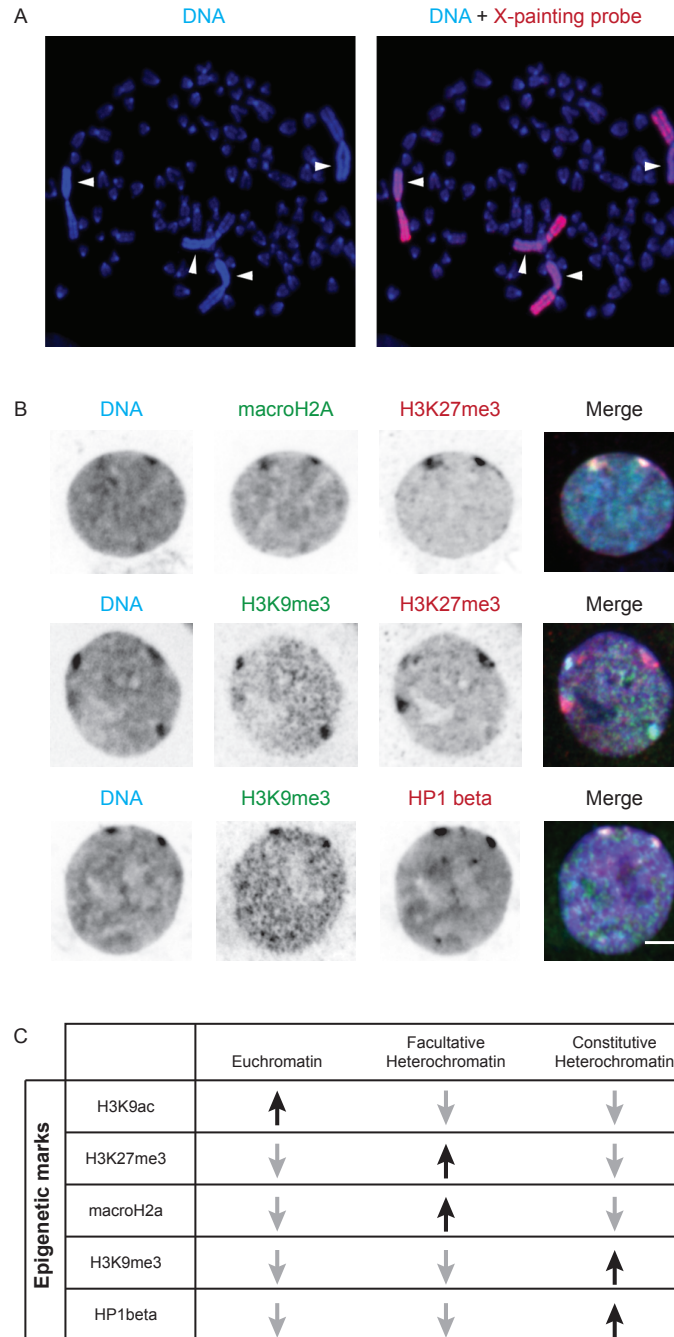 A
DNA
DNA + X-painting probe
B
DNA
macroH2A
H3K27me3
Merge
DNA
H3K9me3
H3K27me3
Merge
DNA
H3K9me3
HP1 beta
Merge
C
Euchromatin
Facultative
Heterochromatin
Constitutive
Heterochromatin
Epigenetic marks
H3K9ac
H3K27me3
macroH2a
H3K9me3
HP1beta